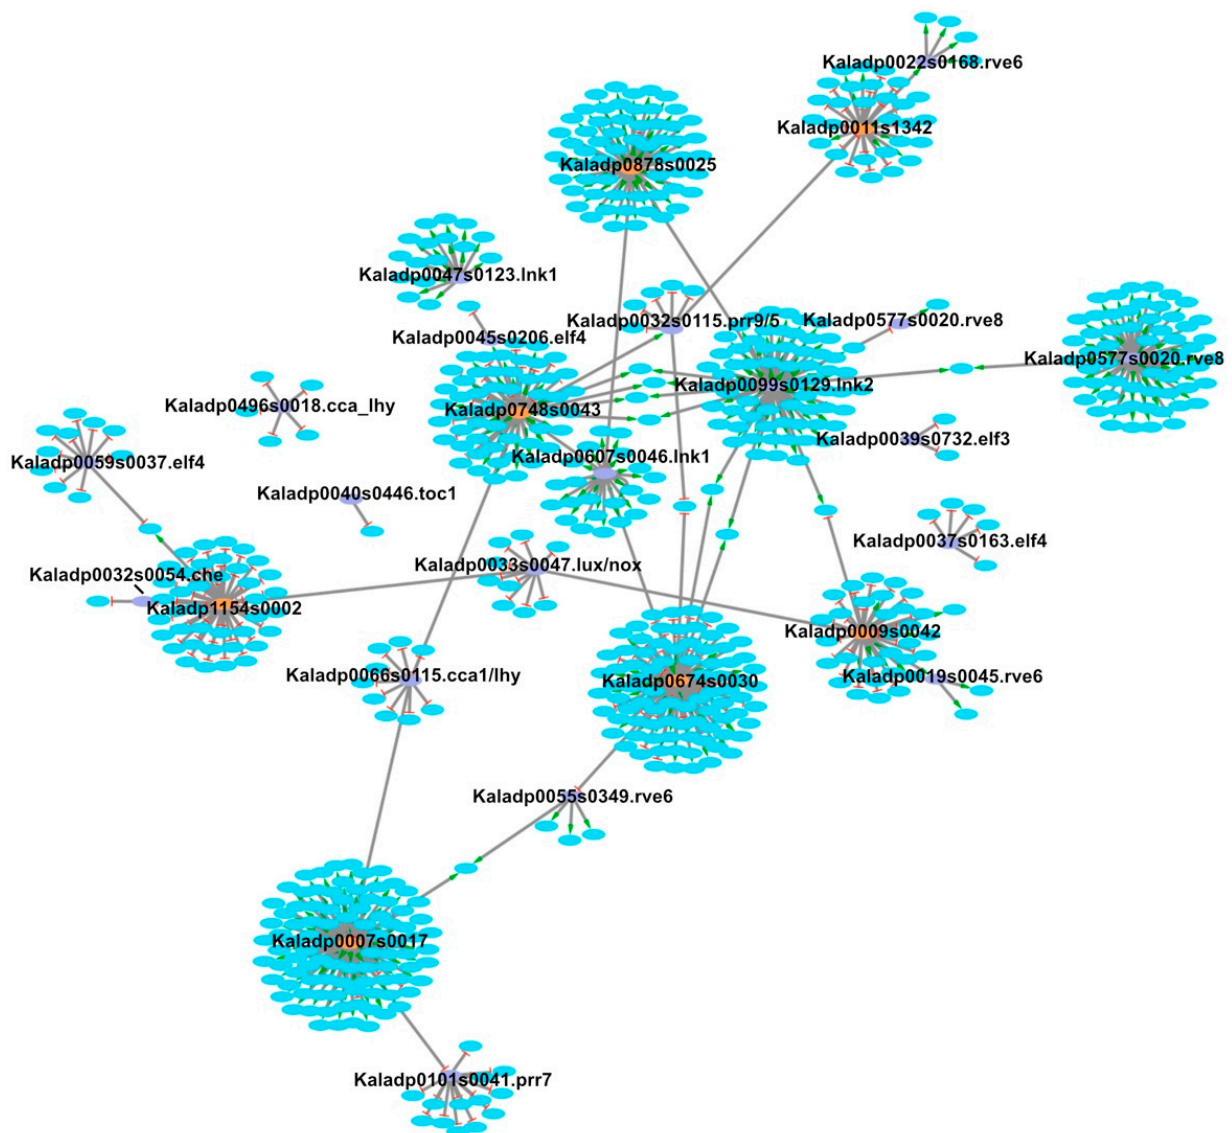 Kaladp0022s0168.rve6
Kaladp0011s1342
Kaladp0878s0025
Kaladp0047s0123.lnk1
Kaladp0032s0115.prr9/5
Kaladp0577s0020.rve8
Kaladp0045s0206.elf4
Kaladp0577s0020.rve8
Kaladp0099s0129.lnk2
Kaladp0496s0018.cca_lhy
Kaladp0748s0043
Kaladp0039s0732.elf3
Kaladp0607s0046.lnk1
Kaladp0059s0037.elf4
Kaladp0040s0446.toc1
Kaladp0037s0163.elf4
Kaladp0033s0047.lux/nox
Kaladp0032s0054.che
Kaladp1154s0002
Kaladp0009s0042
Kaladp0066s0115.cca1/lhy
Kaladp0019s0045.rve6
Kaladp0674s0030
Kaladp0055s0349.rve6
Kaladp0007s0017
Kaladp0101s0041.prr7